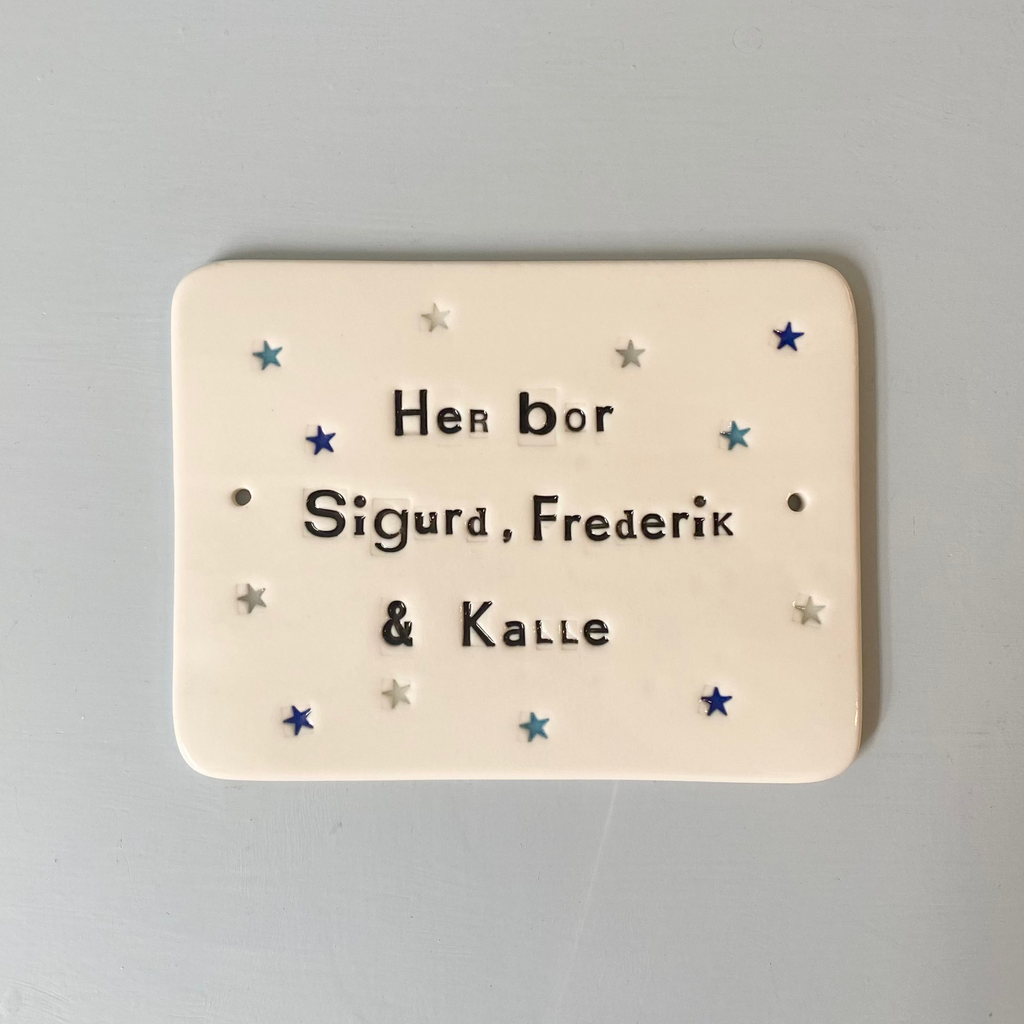 Her bor
Sigurd, Frederik
& Kalle